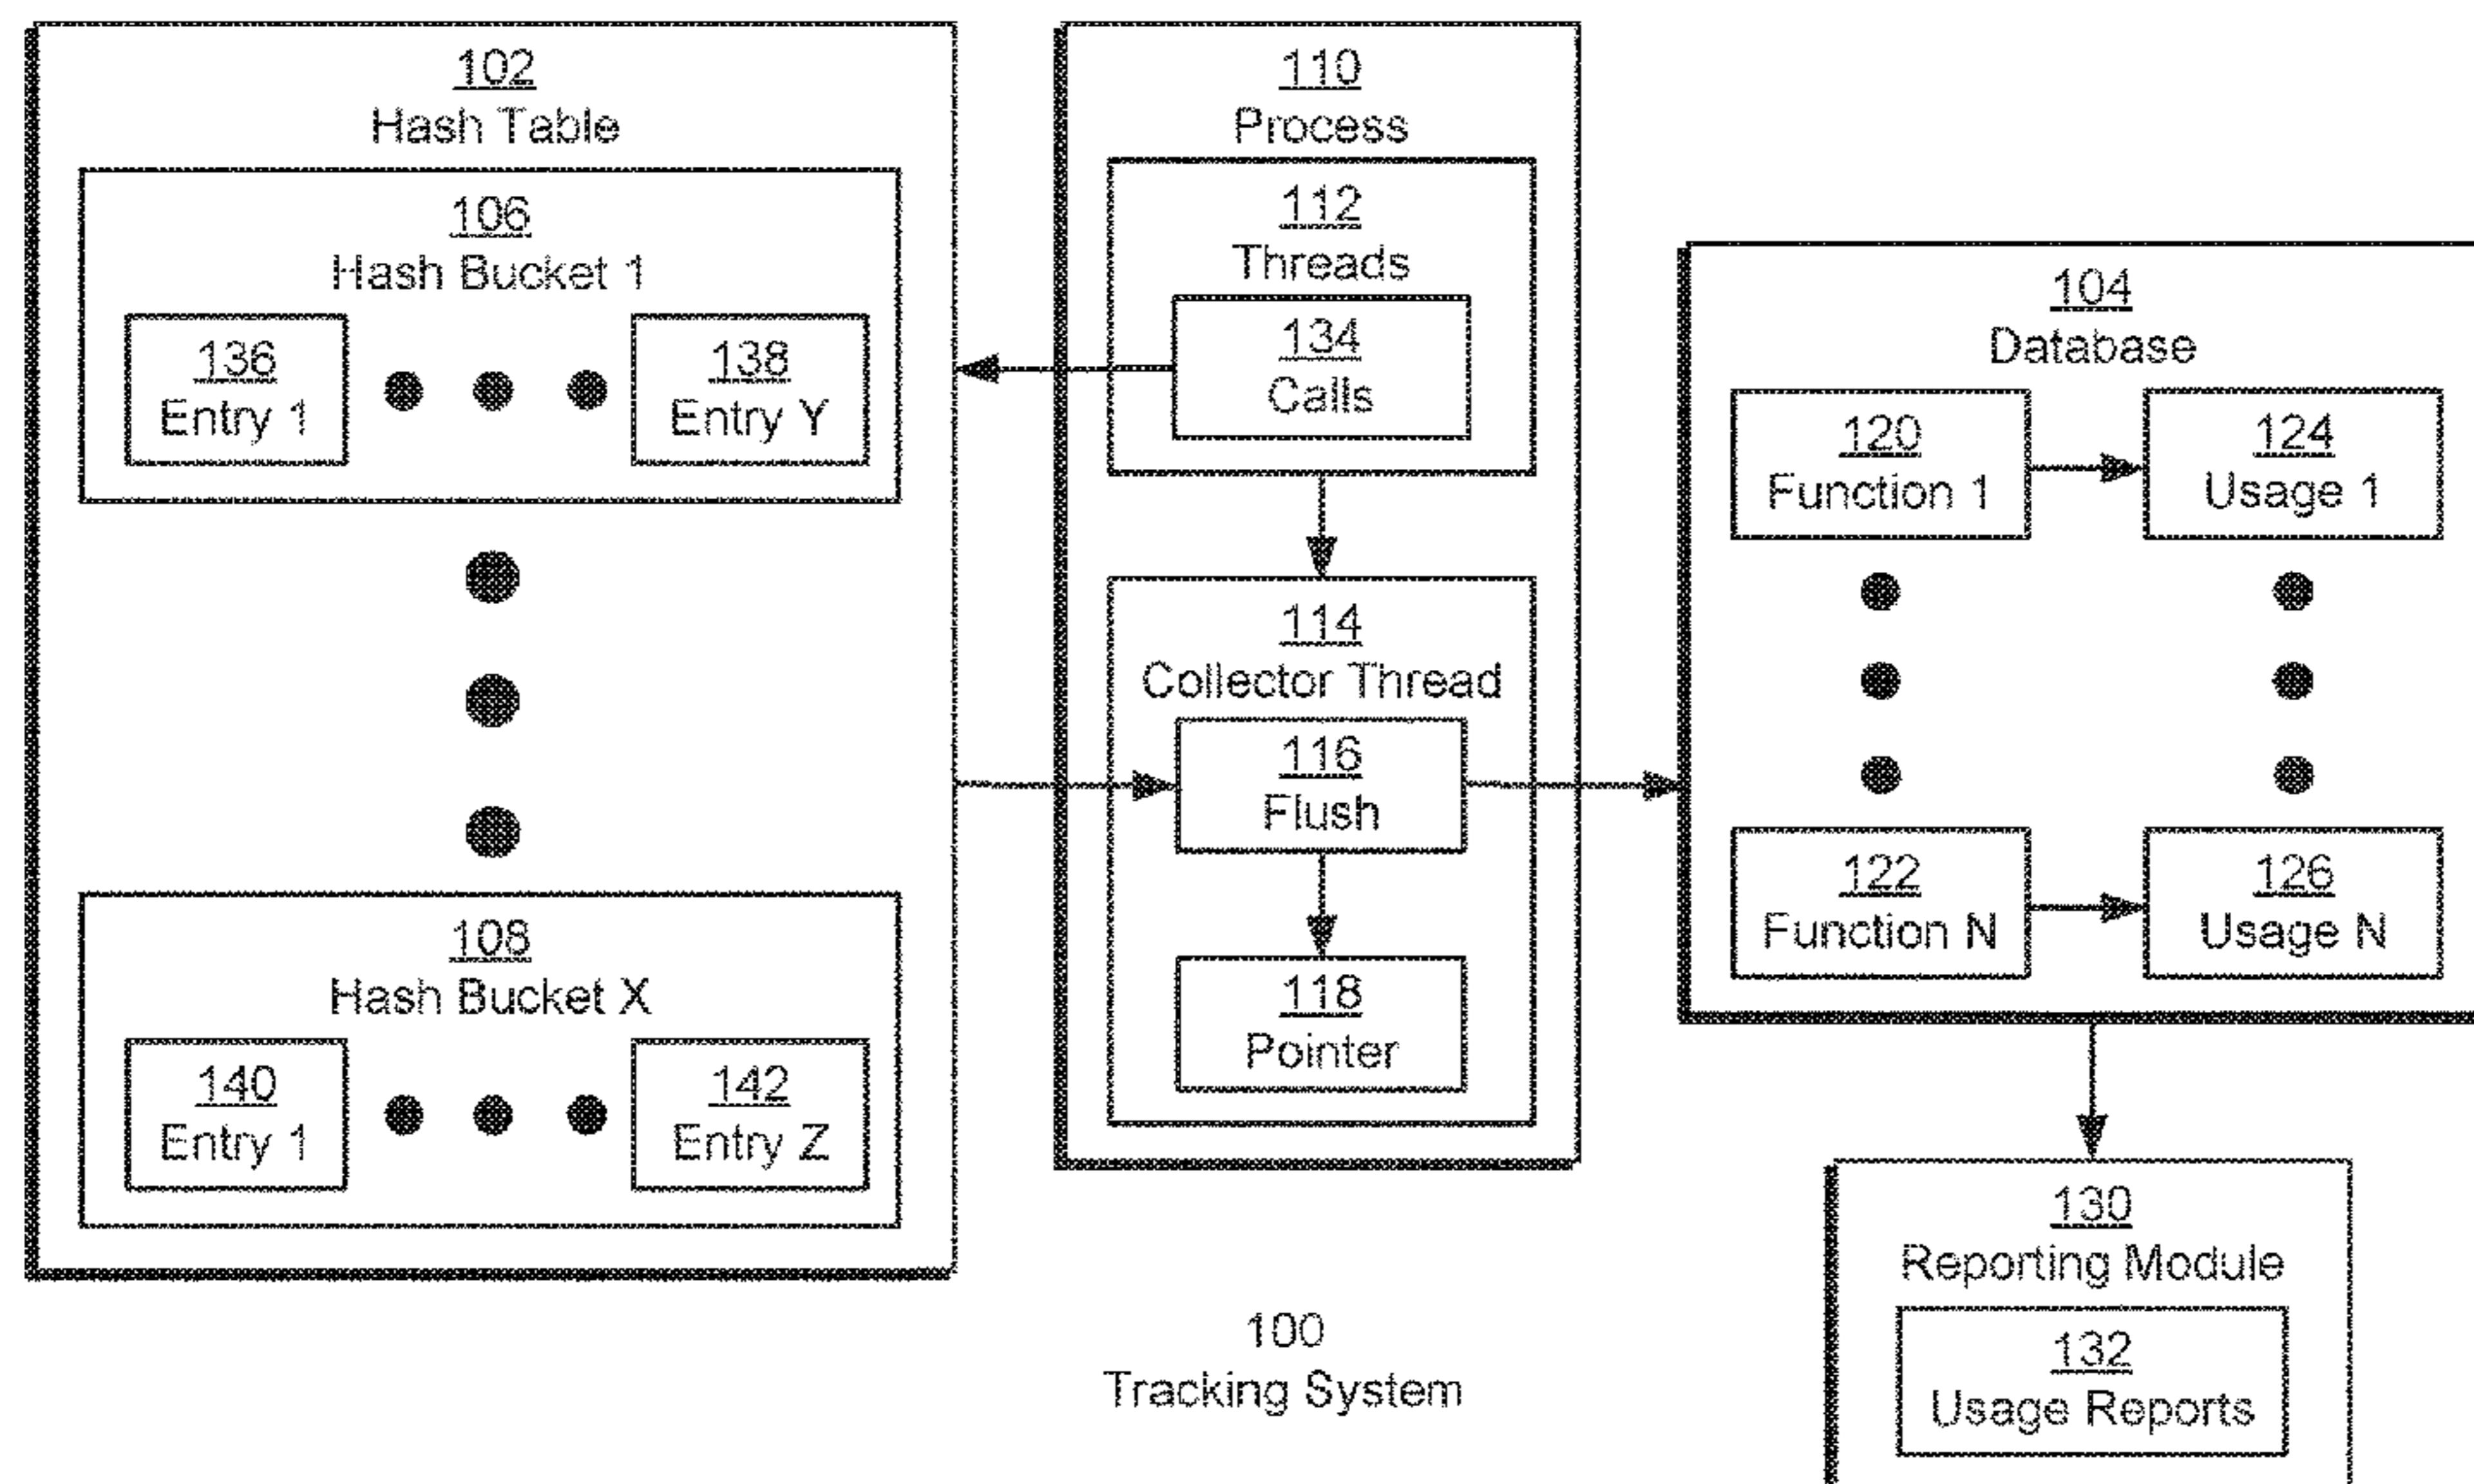 102
Hash Table
106
Hash Bucket 1
136
Entry 1
138
Entry Y
108
Hash Bucket X
140
Entry 1
142
Entry Z
110
Process
112
Threads
134
Calls
114
Collector Thread
116
Flush
118
Pointer
104
Database
120
Function 1
124
Usage 1
122
Function N
126
Usage N
130
Reporting Module
132
Usage Reports
100
Tracking System